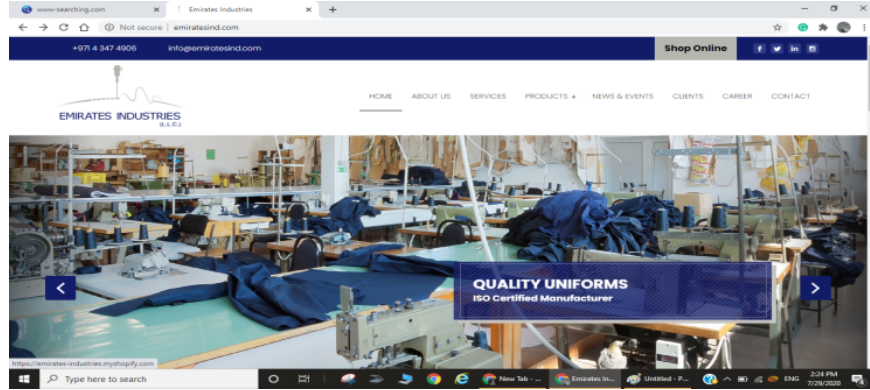 www-searching.com
Emirates Industries
Not secure | emiratesind.com
+971 4 347 4906 info@emiratesind.com Shop Online
EMIRATES INDUSTRIES
(L.L.C.)
HOME ABOUT US SERVICES PRODUCTS NEWS & EVENTS CLIENTS CAREER CONTACT
QUALITY UNIFORMS
ISO Certified Manufacturer
https://emirates-industries.myshopify.com
Type here to search
New Tab - ...
Emirates In...
Untitled - P...
ENG
2:24 PM
7/29/2020